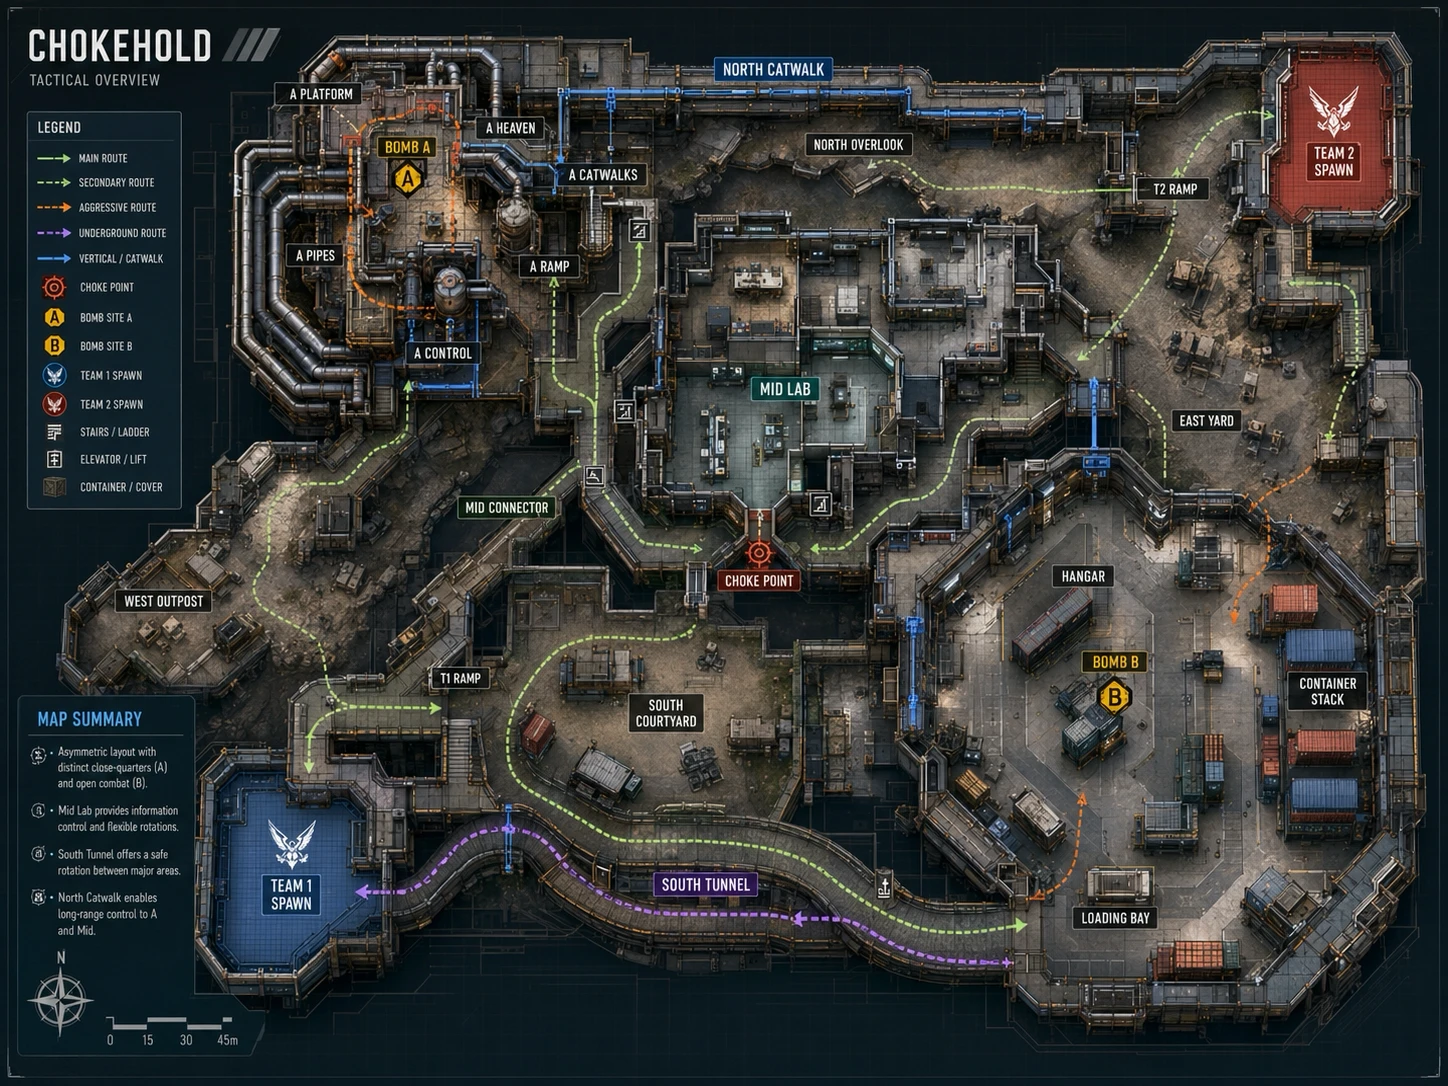 CHOKEHOLD
TACTICAL OVERVIEW
LEGEND
MAIN ROUTE
SECONDARY ROUTE
AGGRESSIVE ROUTE
UNDERGROUND ROUTE
VERTICAL / CATWALK
CHOKE POINT
A
BOMB SITE A
B
BOMB SITE B
TEAM 1 SPAWN
TEAM 2 SPAWN
STAIRS / LADDER
ELEVATOR / LIFT
CONTAINER / COVER
NORTH CATWALK
A PLATFORM
A HEAVEN
BOMB A
A
A CATWALKS
NORTH OVERLOOK
T2 RAMP
TEAM 2
SPAWN
A PIPES
A RAMP
A CONTROL
MID LAB
EAST YARD
MID CONNECTOR
CHOKE POINT
HANGAR
WEST OUTPOST
BOMB B
B
T1 RAMP
SOUTH
COURTYARD
CONTAINER
STACK
SOUTH TUNNEL
LOADING BAY
TEAM 1
SPAWN
MAP SUMMARY
• Asymmetric layout with
distinct close-quarters (A)
and open combat (B).
• Mid Lab provides information
control and flexible rotations.
• South Tunnel offers a safe
rotation between major areas.
• North Catwalk enables
long-range control to A
and Mid.
N
0 15 30 45m